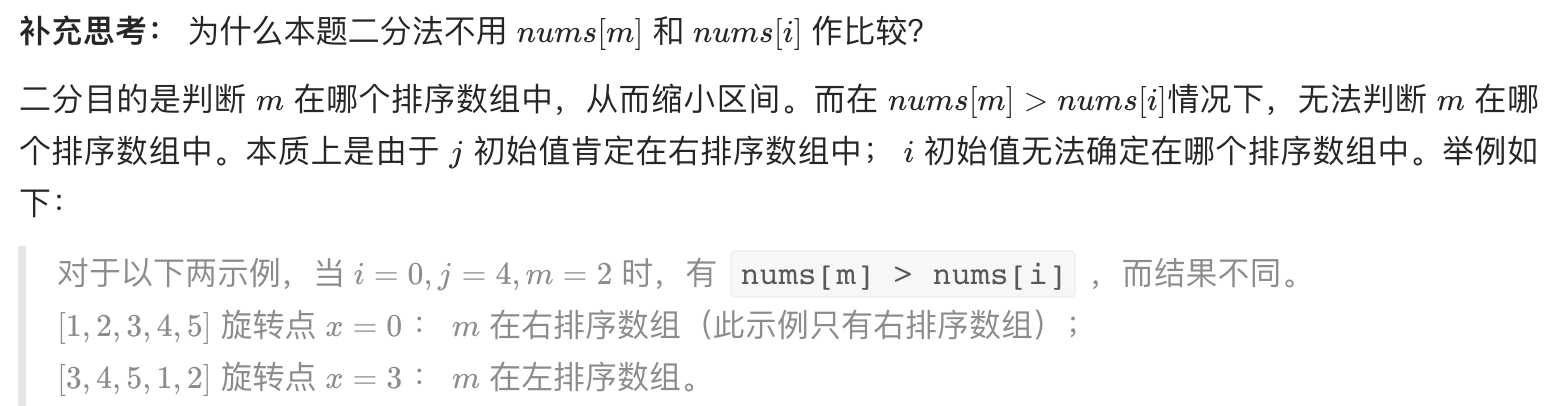 补充思考： 为什么本题二分法不用 nums[m] 和 nums[i] 作比较？
二分目的是判断 m 在哪个排序数组中，从而缩小区间。而在 nums[m] > nums[i]情况下，无法判断 m 在哪
个排序数组中。本质上是由于 j 初始值肯定在右排序数组中； i 初始值无法确定在哪个排序数组中。举例如
下：
对于以下两示例，当 i = 0, j = 4, m = 2 时，有 nums[m] > nums[i] ，而结果不同。
[1, 2, 3, 4, 5] 旋转点 x = 0 ： m 在右排序数组（此示例只有右排序数组）；
[3, 4, 5, 1, 2] 旋转点 x = 3 ： m 在左排序数组。